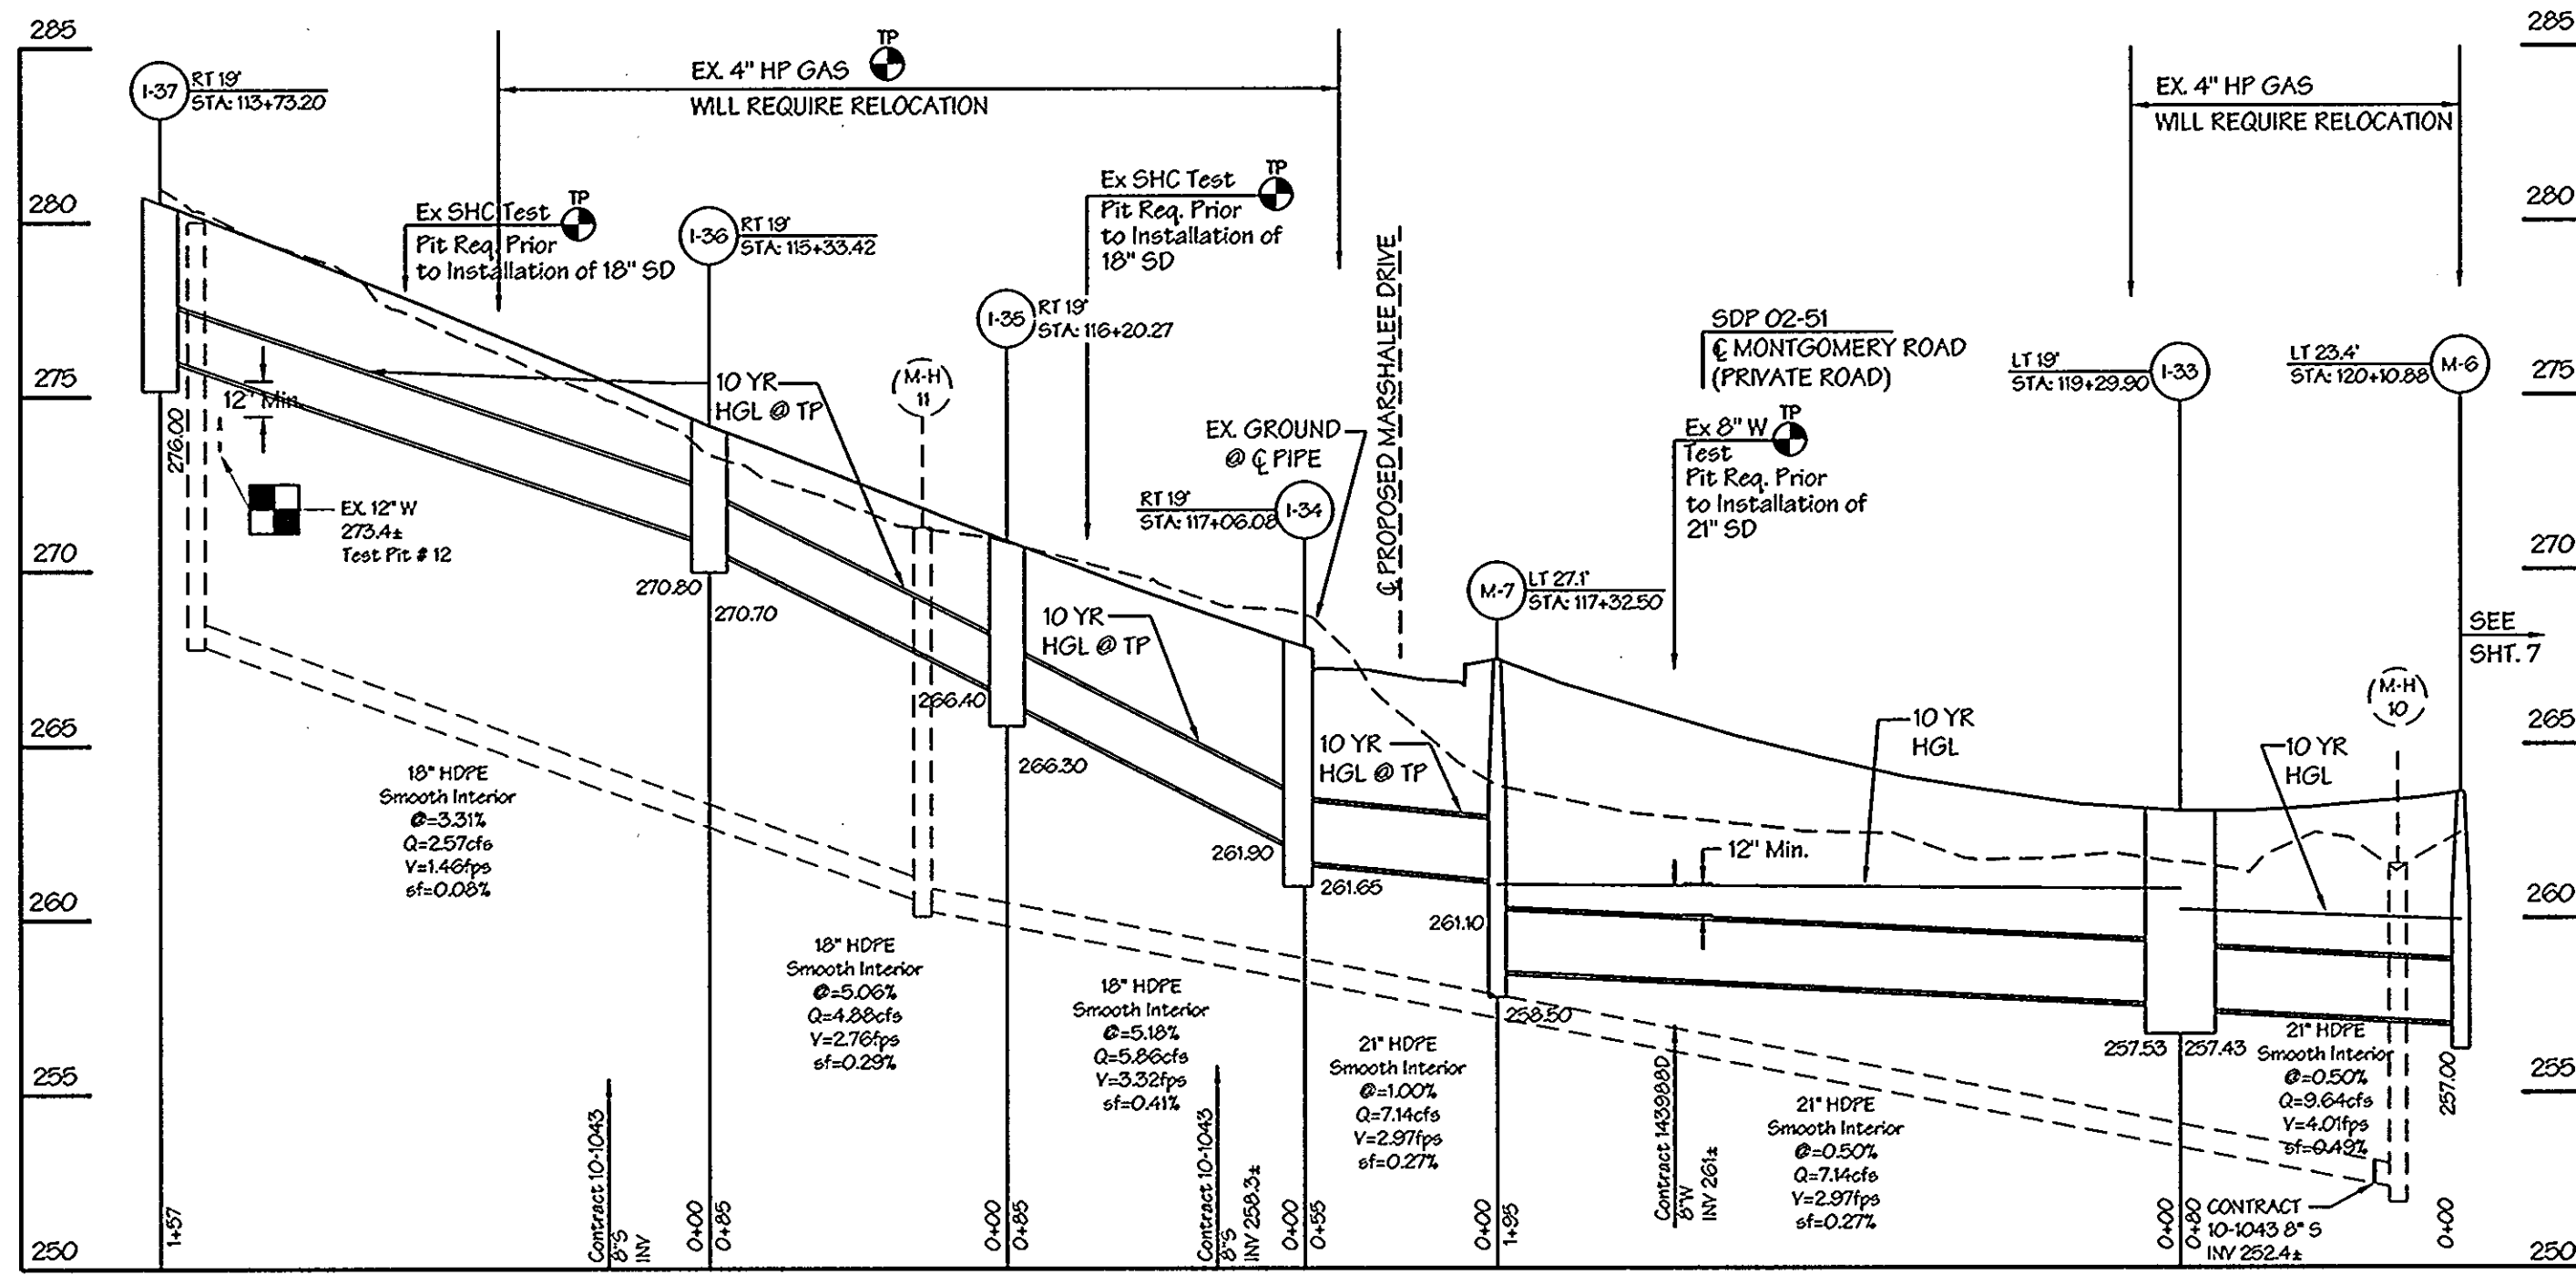 285
285
TP
EX. 4" HP GAS
WILL REQUIRE RELOCATION
EX. 4" HP GAS
WILL REQUIRE RELOCATION
I-37
RT 19'
STA: 113+73.20
280
280
TP
Ex SHC Test
Pit Req. Prior
to Installation of 18" SD
I-36
RT 19'
STA: 115+33.42
TP
Ex SHC Test
Pit Req. Prior
to Installation of
18" SD
I-35
RT 19'
STA: 116+20.27
℄ PROPOSED MARSHALEE DRIVE
SDP 02-51
℄ MONTGOMERY ROAD
(PRIVATE ROAD)
LT 19'
STA: 119+29.90
I-33
LT 23.4'
STA: 120+10.88
M-6
275
275
12" Min.
276.00
10 YR
HGL @ TP
M-H
11
EX. GROUND
@ ℄ PIPE
TP
Ex 8" W
Test
Pit Req. Prior
to Installation of
21" SD
EX. 12" W
273.4±
Test Pit # 12
RT 19'
STA: 117+06.08
I-34
270
270
270.80
270.70
M-7
LT 27.1'
STA: 117+32.50
10 YR
HGL @ TP
SEE
SHT. 7
M-H
10
266.40
266.30
265
265
10 YR
HGL @ TP
10 YR
HGL
10 YR
HGL
18" HDPE
Smooth Interior
@=3.31%
Q=2.57cfs
V=1.46fps
sf=0.08%
261.90
261.65
12" Min.
260
260
261.10
18" HDPE
Smooth Interior
@=5.06%
Q=4.88cfs
V=2.76fps
sf=0.29%
18" HDPE
Smooth Interior
@=5.18%
Q=5.86cfs
V=3.32fps
sf=0.41%
258.50
21" HDPE
Smooth Interior
@=1.00%
Q=7.14cfs
V=2.97fps
sf=0.27%
257.53
257.43
21" HDPE
Smooth Interior
@=0.50%
Q=9.64cfs
V=4.01fps
sf=0.49%
257.00
255
255
21" HDPE
Smooth Interior
@=0.50%
Q=7.14cfs
V=2.97fps
sf=0.27%
Contract 10-1043
8"S
INV
Contract 10-1043
8"S
INV 258.3±
Contract 143988D
8"W
INV 261±
CONTRACT
10-1043 8" S
INV 252.4±
1+57
0+00
0+85
0+00
0+85
0+00
0+55
0+00
1+95
0+00
0+80
0+00
250
250